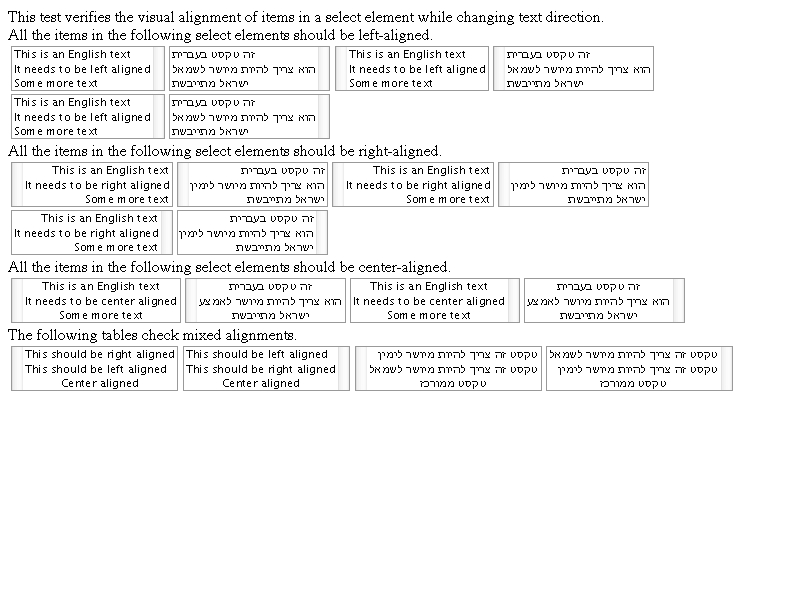 This test verifies the visual alignment of items in a select element while changing text direction.
All the items in the following select elements should be left-aligned.
This is an English text
It needs to be left aligned
Some more text
זה טקסט בעברית
הוא צריך להיות מיושר לשמאל
ישראל מתייבשת
This is an English text
It needs to be left aligned
Some more text
זה טקסט בעברית
הוא צריך להיות מיושר לשמאל
ישראל מתייבשת
This is an English text
It needs to be left aligned
Some more text
זה טקסט בעברית
הוא צריך להיות מיושר לשמאל
ישראל מתייבשת
All the items in the following select elements should be right-aligned.
This is an English text
It needs to be right aligned
Some more text
זה טקסט בעברית
הוא צריך להיות מיושר לימין
ישראל מתייבשת
This is an English text
It needs to be right aligned
Some more text
זה טקסט בעברית
הוא צריך להיות מיושר לימין
ישראל מתייבשת
This is an English text
It needs to be right aligned
Some more text
זה טקסט בעברית
הוא צריך להיות מיושר לימין
ישראל מתייבשת
All the items in the following select elements should be center-aligned.
This is an English text
It needs to be center aligned
Some more text
זה טקסט בעברית
הוא צריך להיות מיושר לאמצע
ישראל מתייבשת
This is an English text
It needs to be center aligned
Some more text
זה טקסט בעברית
הוא צריך להיות מיושר לאמצע
ישראל מתייבשת
The following tables check mixed alignments.
This should be right aligned
This should be left aligned
Center aligned
This should be left aligned
This should be right aligned
Center aligned
טקסט זה צריך להיות מיושר לימין
טקסט זה צריך להיות מיושר לשמאל
טקסט ממורכז
טקסט זה צריך להיות מיושר לשמאל
טקסט זה צריך להיות מיושר לימין
טקסט ממורכז